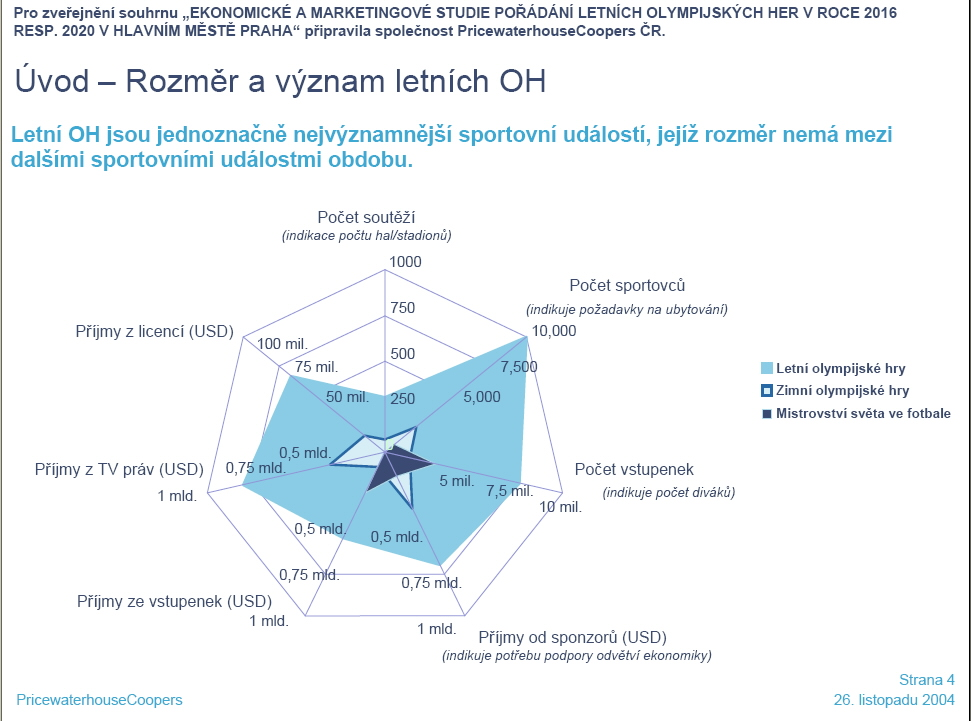 Pro zveřejnění souhrnu „EKONOMICKÉ A MARKETINGOVÉ STUDIE POŘÁDÁNÍ LETNÍCH OLYMPIJSKÝCH HER V ROCE 2016
RESP. 2020 V HLAVNÍM MĚSTĚ PRAHA“ připravila společnost PricewaterhouseCoopers ČR.
Úvod – Rozměr a význam letních OH
Letní OH jsou jednoznačně nejvýznamnější sportovní událostí, jejíž rozměr nemá mezi
dalšími sportovními událostmi obdobu.
Počet soutěží
(indikace počtu hal/stadionů)
1000
750
500
250
Počet sportovců
(indikuje požadavky na ubytování)
10,000
7,500
5,000
Příjmy z licencí (USD)
100 mil.
75 mil.
50 mil.
Letní olympijské hry
Zimní olympijské hry
Mistrovství světa ve fotbale
Příjmy z TV práv (USD)
0,5 mld.
0,75 mld.
1 mld.
Počet vstupenek
(indikuje počet diváků)
5 mil.
7,5 mil.
10 mil.
Příjmy ze vstupenek (USD)
0,5 mld.
0,75 mld.
1 mld.
0,5 mld.
0,75 mld.
1 mld.
Příjmy od sponzorů (USD)
(indikuje potřebu podpory odvětví ekonomiky)
Strana 4
PricewaterhouseCoopers
26. listopadu 2004